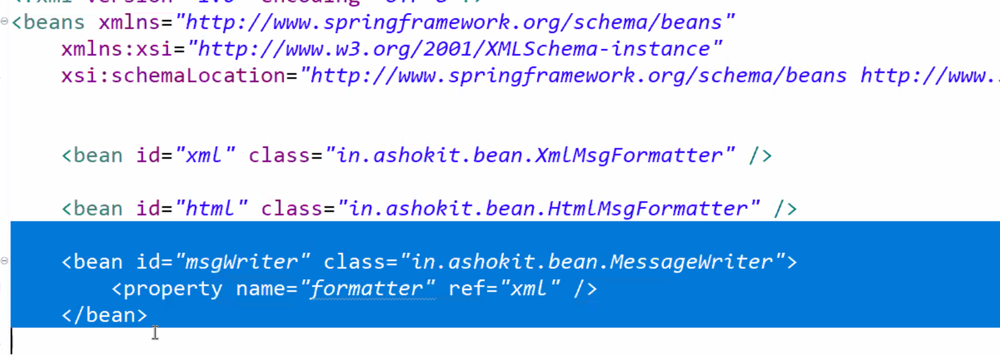 <beans xmlns="http://www.springframework.org/schema/beans"
xmlns:xsi="http://www.w3.org/2001/XMLSchema-instance"
xsi:schemaLocation="http://www.springframework.org/schema/beans http://www.
<bean id="xml" class="in.ashokit.bean.XmlMsgFormatter" />
<bean id="html" class="in.ashokit.bean.HtmlMsgFormatter" />
<bean id="msgWriter" class="in.ashokit.bean.MessageWriter">
<property name="formatter" ref="xml" />
</bean>